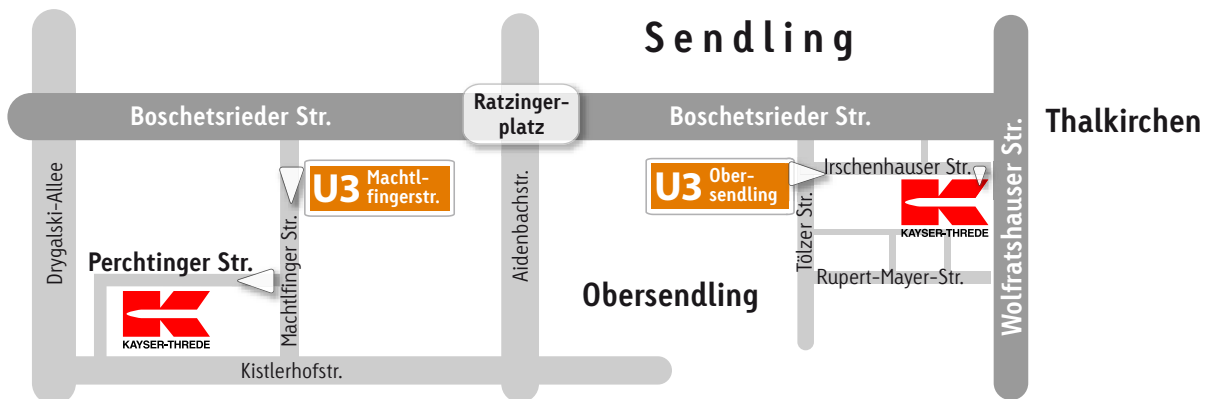 Sendling
Boschetsrieder Str.
Ratzinger-
platz
Boschetsrieder Str.
Thalkirchen
Drygalski-Allee
U3 Machtl-
fingerstr.
Machtlfinger Str.
Aidenbachstr.
U3 Ober-
sendling
Tölzer Str.
Irschenhauser Str.
KAYSER-THREDE
Wolfratshauser Str.
Perchtinger Str.
Rupert-Mayer-Str.
Obersendling
KAYSER-THREDE
Kistlerhofstr.